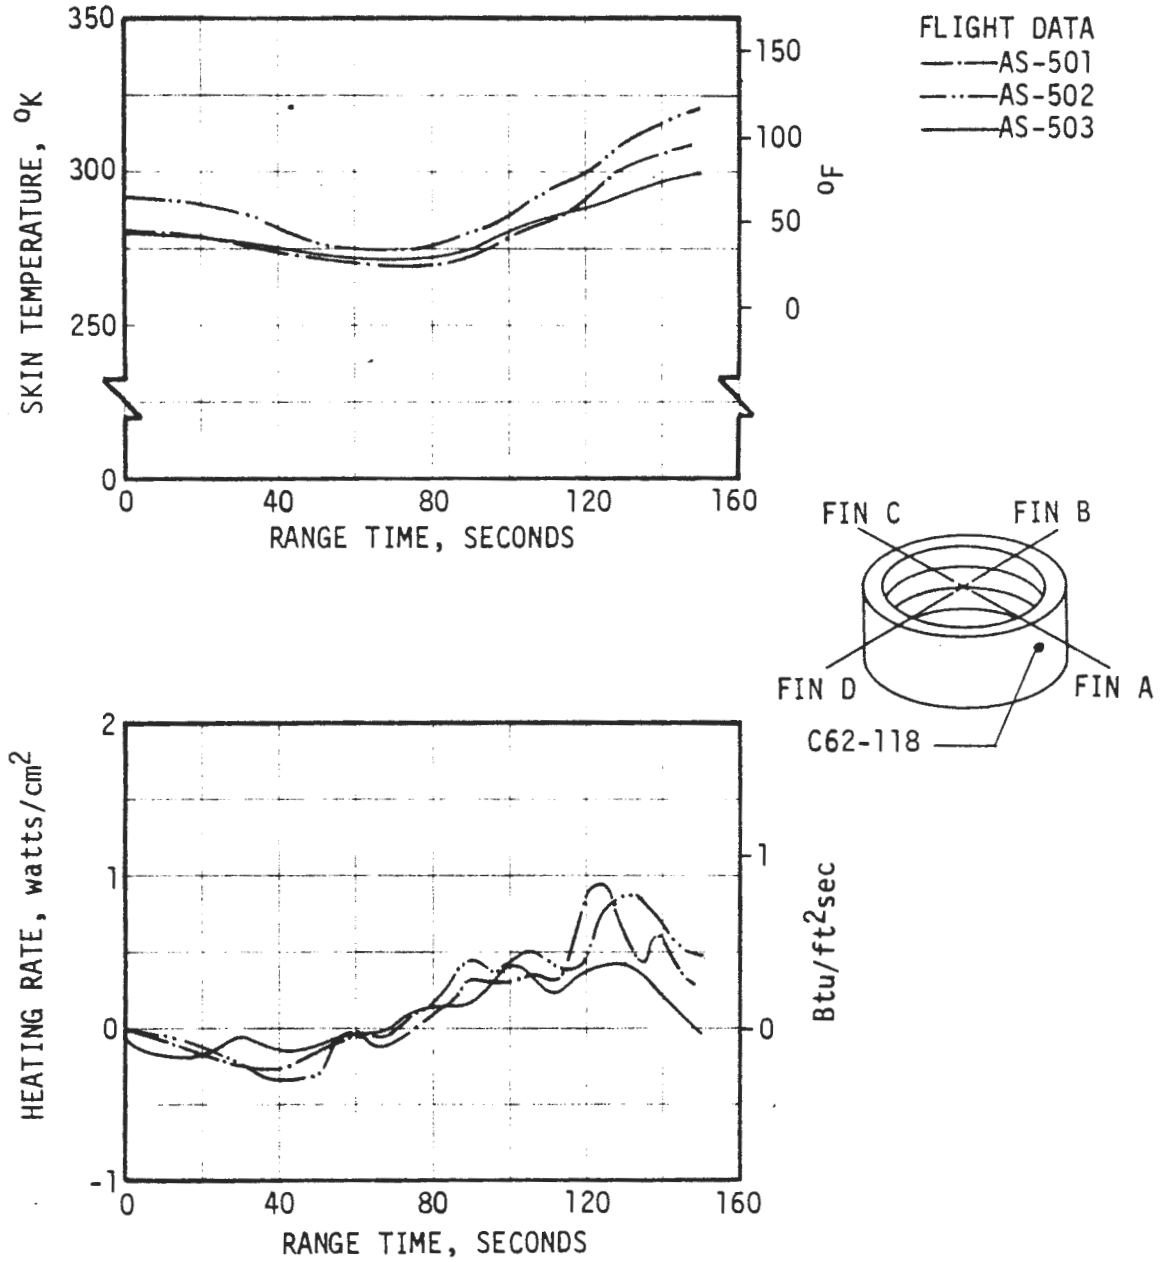 FLIGHT DATA
AS-501
AS-502
AS-503
350
300
250
0
SKIN TEMPERATURE, °K
150
100
50
0
°F
0 40 80 120 160
RANGE TIME, SECONDS
FIN C FIN B
FIN D FIN A
C62-118
2
1
0
-1
HEATING RATE, watts/cm²
1
0
Btu/ft²sec
0 40 80 120 160
RANGE TIME, SECONDS